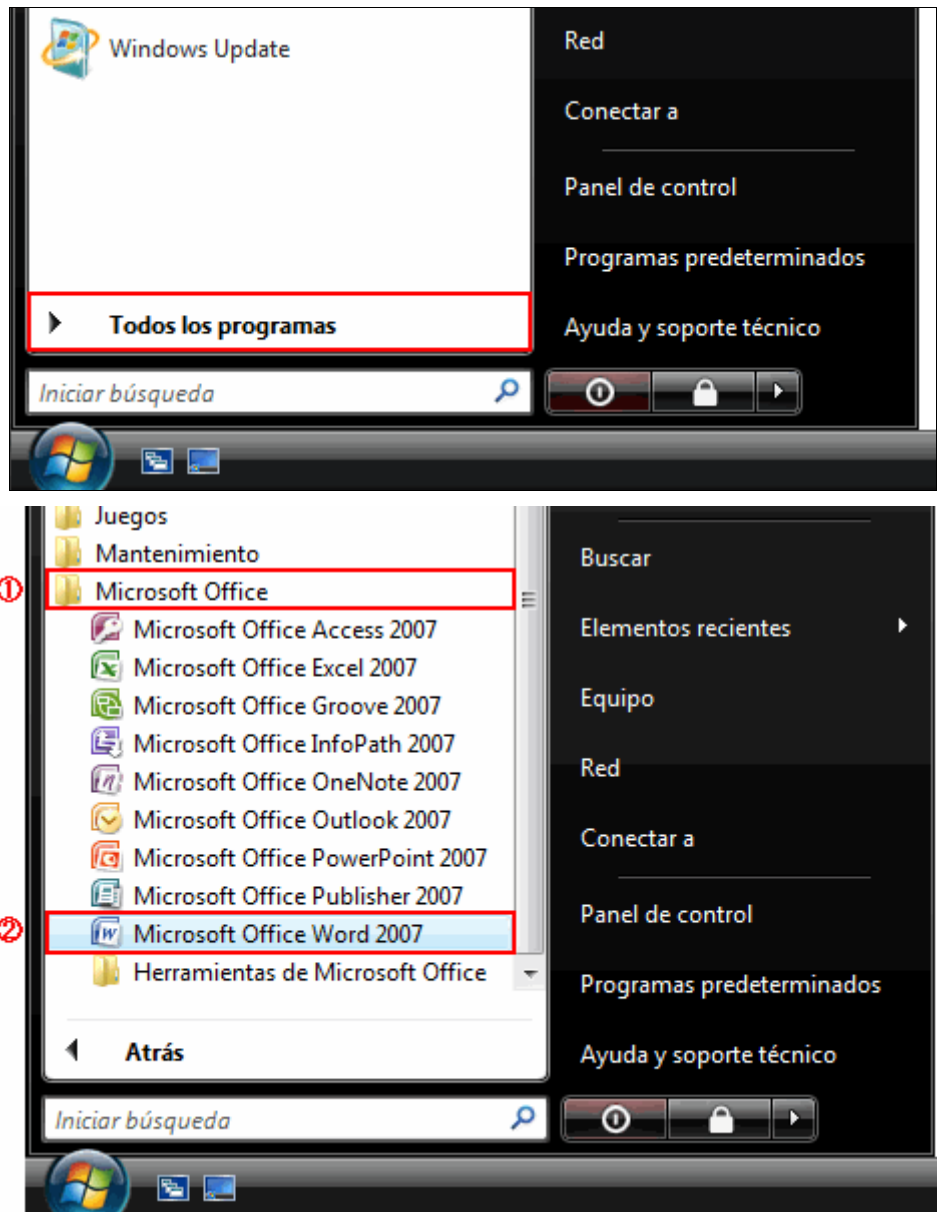 Windows Update
Todos los programas
Iniciar búsqueda
Red
Conectar a
Panel de control
Programas predeterminados
Ayuda y soporte técnico
Juegos
Mantenimiento
① Microsoft Office
Microsoft Office Access 2007
Microsoft Office Excel 2007
Microsoft Office Groove 2007
Microsoft Office InfoPath 2007
Microsoft Office OneNote 2007
Microsoft Office Outlook 2007
Microsoft Office PowerPoint 2007
Microsoft Office Publisher 2007
② Microsoft Office Word 2007
Herramientas de Microsoft Office
Atrás
Iniciar búsqueda
Buscar
Elementos recientes
Equipo
Red
Conectar a
Panel de control
Programas predeterminados
Ayuda y soporte técnico